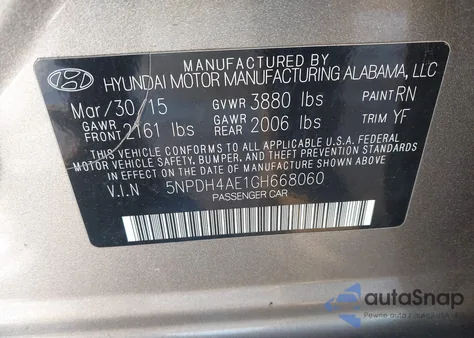 MANUFACTURED BY
HYUNDAI MOTOR MANUFACTURING ALABAMA, LLC
Mar/30/15 GVWR 3880 lbs PAINT RN
GAWR FRONT 2161 lbs GAWR REAR 2006 lbs TRIM YF
THIS VEHICLE CONFORMS TO ALL APPLICABLE U.S. FEDERAL
MOTOR VEHICLE SAFETY, BUMPER, AND THEFT PREVENTION
STANDARDS IN EFFECT ON THE DATE OF MANUFACTURE SHOWN ABOVE
V.I.N 5NPDH4AE1GH668060
PASSENGER CAR
autoSnap
Pewne auto z